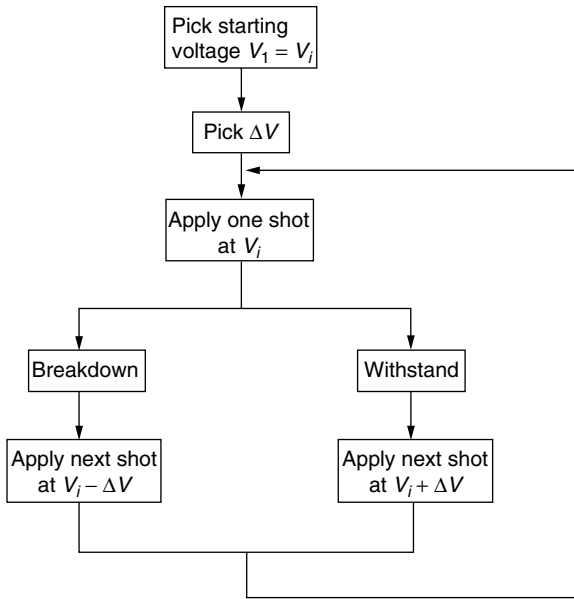 Pick starting
voltage V₁ = Vᵢ
Pick ΔV
Apply one shot
at Vᵢ
Breakdown
Withstand
Apply next shot
at Vᵢ − ΔV
Apply next shot
at Vᵢ + ΔV